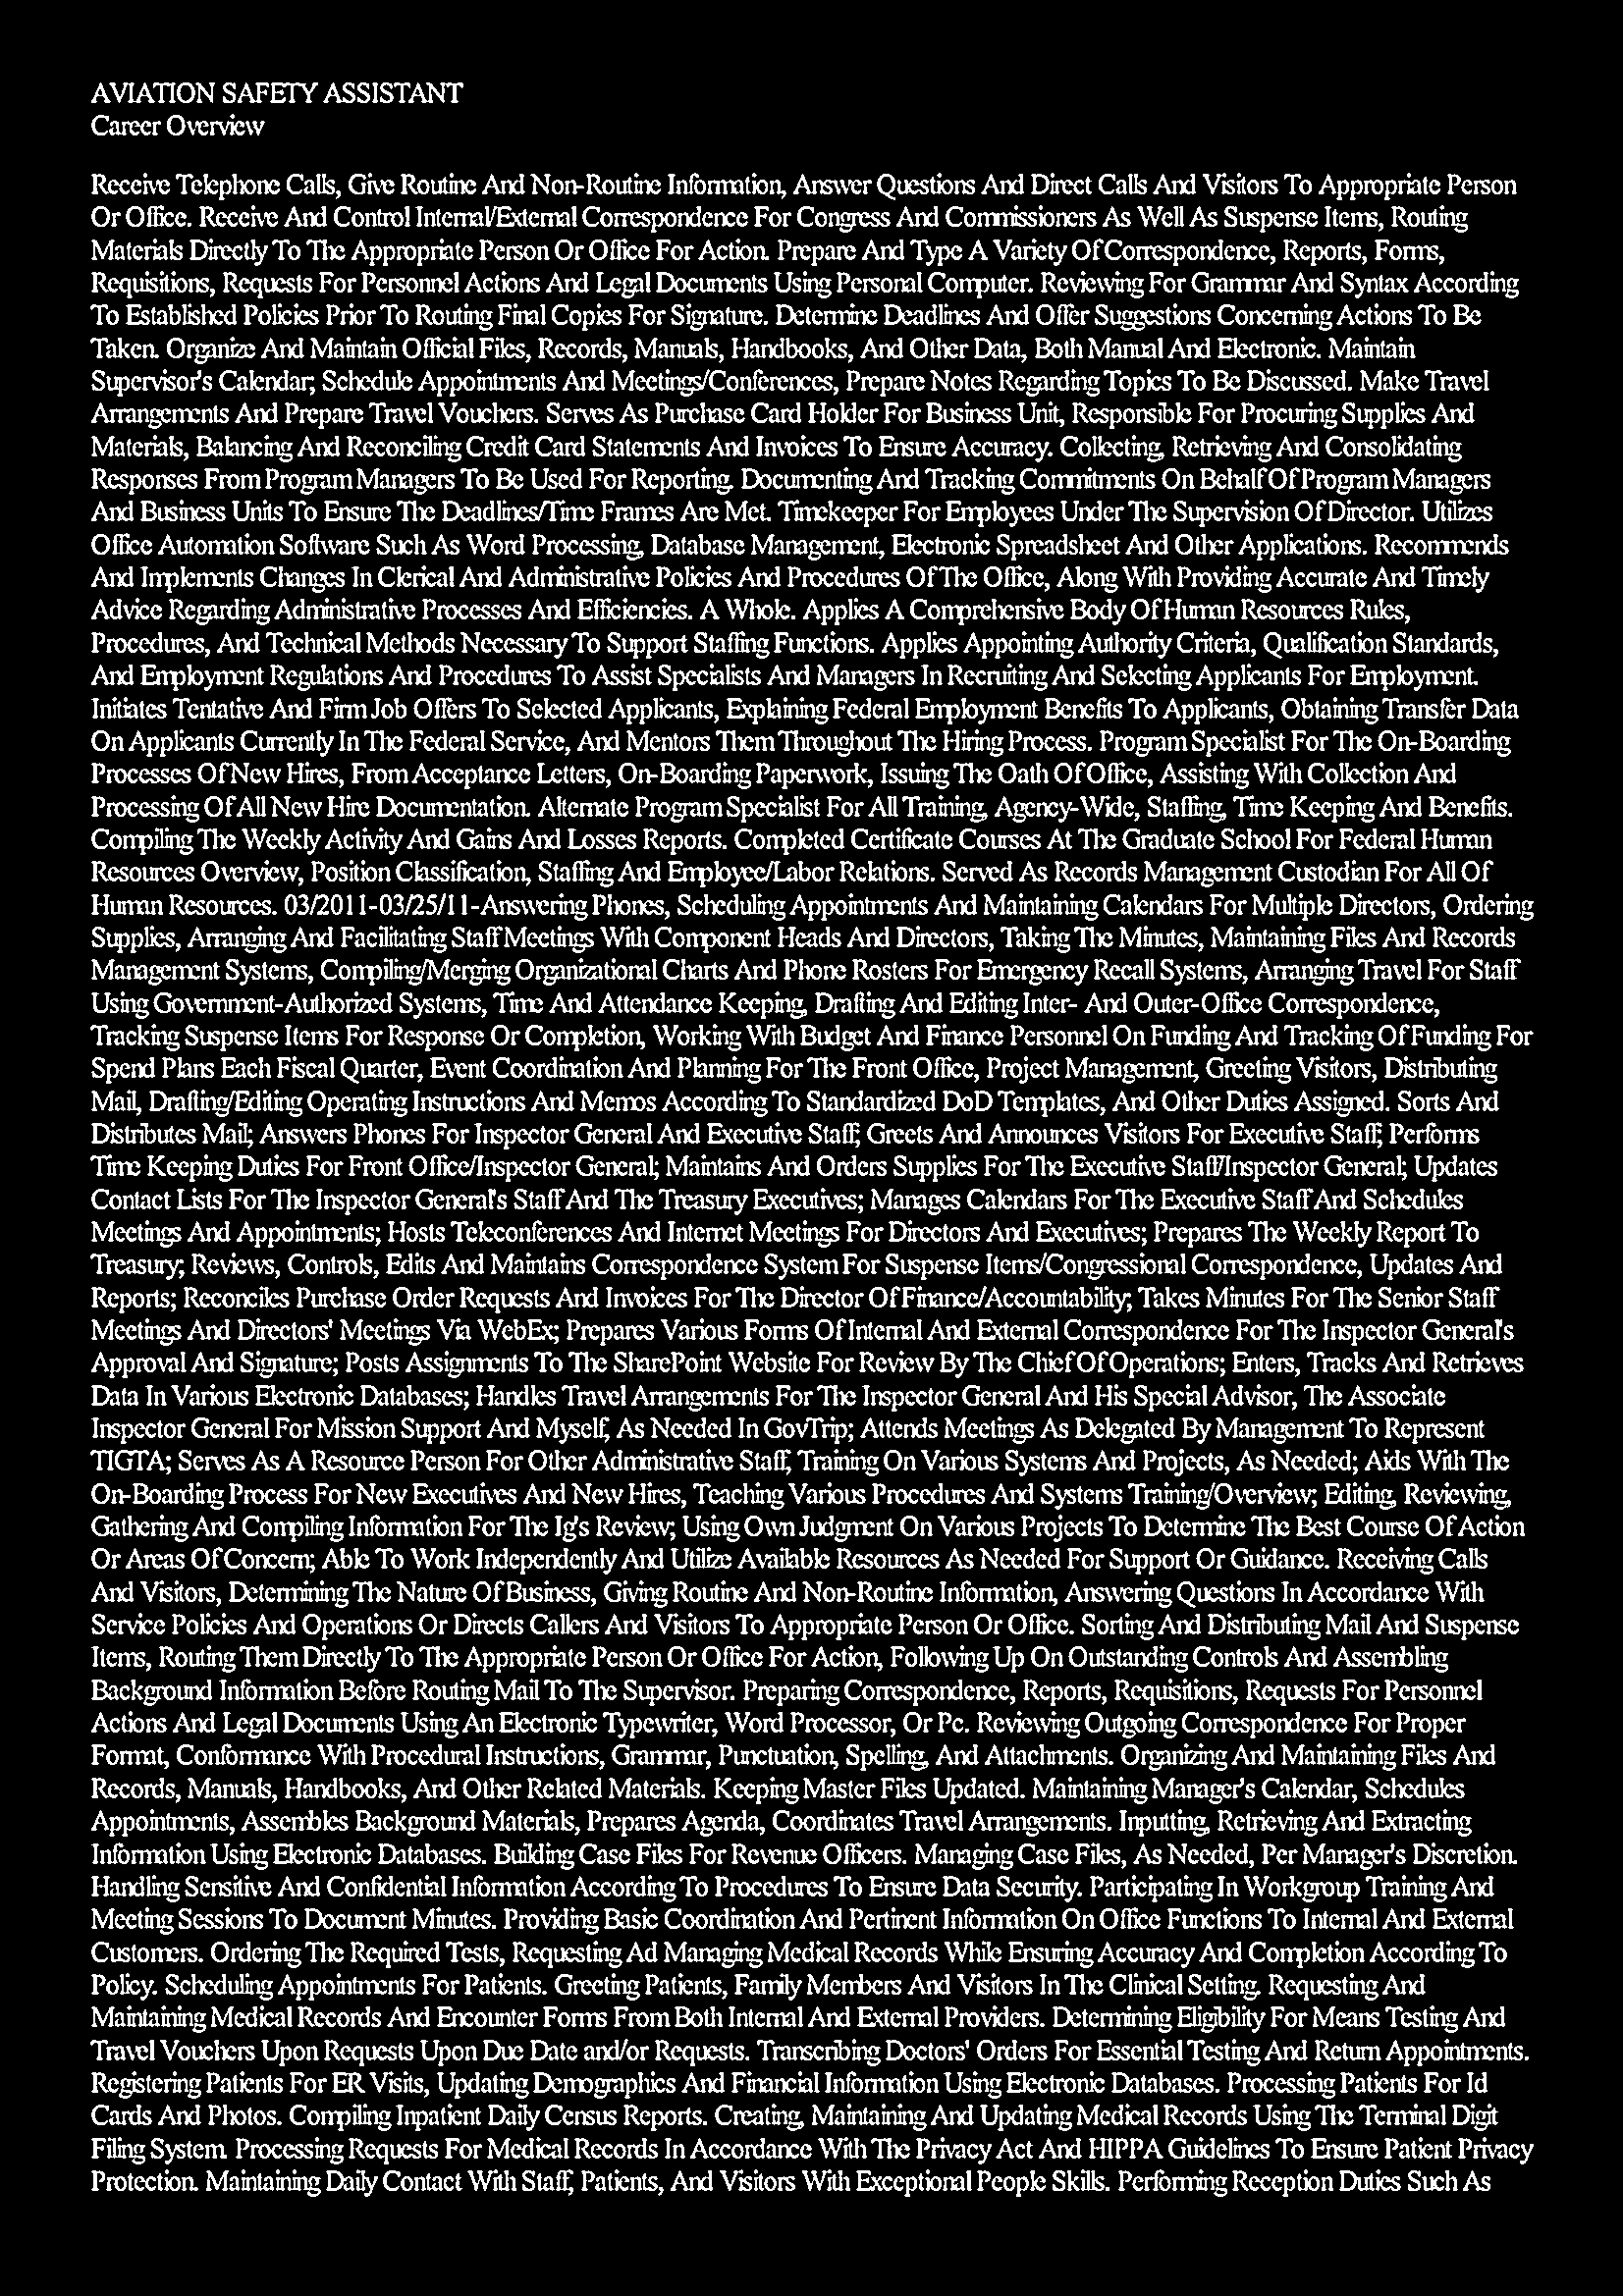 AVIATION SAFETY ASSISTANT
Career Overview
Receive Telephone Calls, Give Routine And Non-Routine Information, Answer Questions And Direct Calls And Visitors To Appropriate Person
Or Office. Receive And Control Internal/External Correspondence For Congress And Commissioners As Well As Suspense Items, Routing
Materials Directly To The Appropriate Person Or Office For Action. Prepare And Type A Variety Of Correspondence, Reports, Forms,
Requisitions, Requests For Personnel Actions And Legal Documents Using Personal Computer. Reviewing For Grammar And Syntax According
To Established Policies Prior To Routing Final Copies For Signature. Determine Deadlines And Offer Suggestions Concerning Actions To Be
Taken. Organize And Maintain Official Files, Records, Manuals, Handbooks, And Other Data, Both Manual And Electronic. Maintain
Supervisor's Calendar; Schedule Appointments And Meetings/Conferences, Prepare Notes Regarding Topics To Be Discussed. Make Travel
Arrangements And Prepare Travel Vouchers. Serves As Purchase Card Holder For Business Unit, Responsible For Procuring Supplies And
Materials, Balancing And Reconciling Credit Card Statements And Invoices To Ensure Accuracy. Collecting, Retrieving And Consolidating
Responses From Program Managers To Be Used For Reporting. Documenting And Tracking Commitments On Behalf Of Program Managers
And Business Units To Ensure The Deadlines/Time Frames Are Met. Timekeeper For Employees Under The Supervision Of Director. Utilizes
Office Automation Software Such As Word Processing, Database Management, Electronic Spreadsheet And Other Applications. Recommends
And Implements Changes In Clerical And Administrative Policies And Procedures Of The Office, Along With Providing Accurate And Timely
Advice Regarding Administrative Processes And Efficiencies. A Whole. Applies A Comprehensive Body Of Human Resources Rules,
Procedures, And Technical Methods Necessary To Support Staffing Functions. Applies Appointing Authority Criteria, Qualification Standards,
And Employment Regulations And Procedures To Assist Specialists And Managers In Recruiting And Selecting Applicants For Employment.
Initiates Tentative And Firm Job Offers To Selected Applicants, Explaining Federal Employment Benefits To Applicants, Obtaining Transfer Data
On Applicants Currently In The Federal Service, And Mentors Them Throughout The Hiring Process. Program Specialist For The On-Boarding
Processes Of New Hires, From Acceptance Letters, On-Boarding Paperwork, Issuing The Oath Of Office, Assisting With Collection And
Processing Of All New Hire Documentation. Alternate Program Specialist For All Training, Agency-Wide, Staffing, Time Keeping And Benefits.
Compiling The Weekly Activity And Gains And Losses Reports. Completed Certificate Courses At The Graduate School For Federal Human
Resources Overview, Position Classification, Staffing And Employee/Labor Relations. Served As Records Management Custodian For All Of
Human Resources. 03/2011-03/25/11-Answering Phones, Scheduling Appointments And Maintaining Calendars For Multiple Directors, Ordering
Supplies, Arranging And Facilitating Staff Meetings With Component Heads And Directors, Taking The Minutes, Maintaining Files And Records
Management Systems, Compiling/Merging Organizational Charts And Phone Rosters For Emergency Recall Systems, Arranging Travel For Staff
Using Government-Authorized Systems, Time And Attendance Keeping, Drafting And Editing Inter- And Outer-Office Correspondence,
Tracking Suspense Items For Response Or Completion, Working With Budget And Finance Personnel On Funding And Tracking Of Funding For
Spend Plans Each Fiscal Quarter, Event Coordination And Planning For The Front Office, Project Management, Greeting Visitors, Distributing
Mail, Drafting/Editing Operating Instructions And Memos According To Standardized DoD Templates, And Other Duties Assigned. Sorts And
Distributes Mail; Answers Phones For Inspector General And Executive Staff; Greets And Announces Visitors For Executive Staff; Performs
Time Keeping Duties For Front Office/Inspector General; Maintains And Orders Supplies For The Executive Staff/Inspector General; Updates
Contact Lists For The Inspector General's Staff And The Treasury Executives; Manages Calendars For The Executive Staff And Schedules
Meetings And Appointments; Hosts Teleconferences And Internet Meetings For Directors And Executives; Prepares The Weekly Report To
Treasury; Reviews, Controls, Edits And Maintains Correspondence System For Suspense Items/Congressional Correspondence, Updates And
Reports; Reconciles Purchase Order Requests And Invoices For The Director Of Finance/Accountability; Takes Minutes For The Senior Staff
Meetings And Directors' Meetings Via WebEx; Prepares Various Forms Of Internal And External Correspondence For The Inspector General's
Approval And Signature; Posts Assignments To The SharePoint Website For Review By The Chief Of Operations; Enters, Tracks And Retrieves
Data In Various Electronic Databases; Handles Travel Arrangements For The Inspector General And His Special Advisor, The Associate
Inspector General For Mission Support And Myself, As Needed In GovTrip; Attends Meetings As Delegated By Management To Represent
TIGTA; Serves As A Resource Person For Other Administrative Staff, Training On Various Systems And Projects, As Needed; Aids With The
On-Boarding Process For New Executives And New Hires, Teaching Various Procedures And Systems Training/Overview; Editing, Reviewing,
Gathering And Compiling Information For The Ig's Review; Using Own Judgment On Various Projects To Determine The Best Course Of Action
Or Areas Of Concern; Able To Work Independently And Utilize Available Resources As Needed For Support Or Guidance. Receiving Calls
And Visitors, Determining The Nature Of Business, Giving Routine And Non-Routine Information, Answering Questions In Accordance With
Service Policies And Operations Or Directs Callers And Visitors To Appropriate Person Or Office. Sorting And Distributing Mail And Suspense
Items, Routing Them Directly To The Appropriate Person Or Office For Action, Following Up On Outstanding Controls And Assembling
Background Information Before Routing Mail To The Supervisor. Preparing Correspondence, Reports, Requisitions, Requests For Personnel
Actions And Legal Documents Using An Electronic Typewriter, Word Processor, Or Pc. Reviewing Outgoing Correspondence For Proper
Format, Conformance With Procedural Instructions, Grammar, Punctuation, Spelling, And Attachments. Organizing And Maintaining Files And
Records, Manuals, Handbooks, And Other Related Materials. Keeping Master Files Updated. Maintaining Manager's Calendar, Schedules
Appointments, Assembles Background Materials, Prepares Agenda, Coordinates Travel Arrangements. Inputting, Retrieving And Extracting
Information Using Electronic Databases. Building Case Files For Revenue Officers. Managing Case Files, As Needed, Per Manager's Discretion.
Handling Sensitive And Confidential Information According To Procedures To Ensure Data Security. Participating In Workgroup Training And
Meeting Sessions To Document Minutes. Providing Basic Coordination And Pertinent Information On Office Functions To Internal And External
Customers. Ordering The Required Tests, Requesting Ad Managing Medical Records While Ensuring Accuracy And Completion According To
Policy. Scheduling Appointments For Patients. Greeting Patients, Family Members And Visitors In The Clinical Setting. Requesting And
Maintaining Medical Records And Encounter Forms From Both Internal And External Providers. Determining Eligibility For Means Testing And
Travel Vouchers Upon Requests Upon Due Date and/or Requests. Transcribing Doctors' Orders For Essential Testing And Return Appointments.
Registering Patients For ER Visits, Updating Demographics And Financial Information Using Electronic Databases. Processing Patients For Id
Cards And Photos. Compiling Inpatient Daily Census Reports. Creating, Maintaining And Updating Medical Records Using The Terminal Digit
Filing System. Processing Requests For Medical Records In Accordance With The Privacy Act And HIPPA Guidelines To Ensure Patient Privacy
Protection. Maintaining Daily Contact With Staff, Patients, And Visitors With Exceptional People Skills. Performing Reception Duties Such As